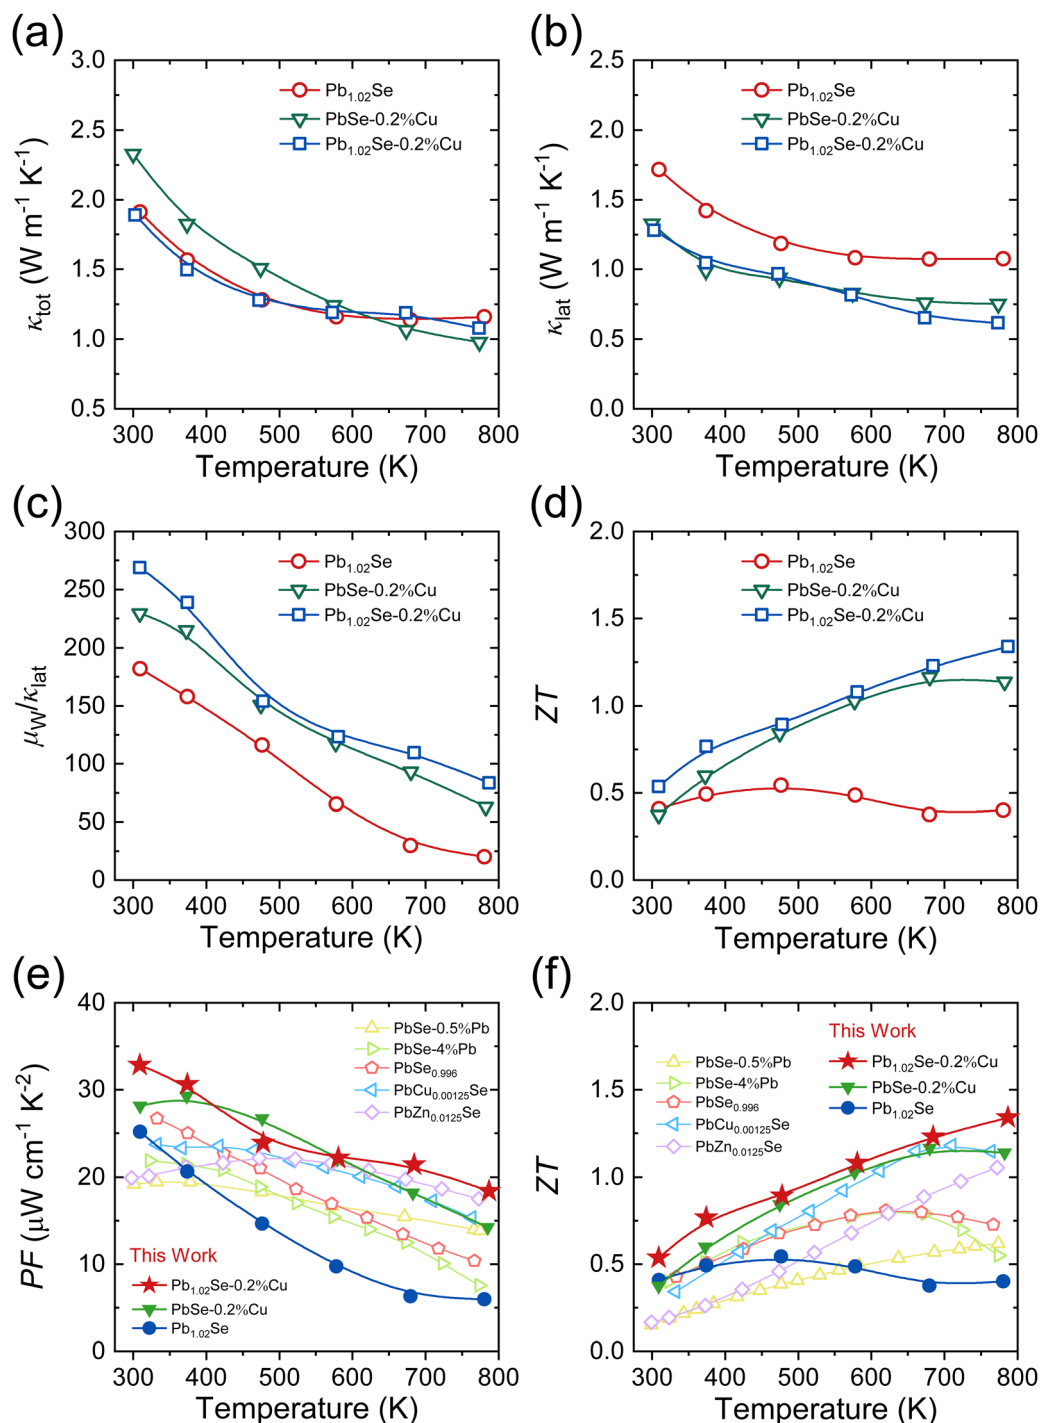 (a)
3.0
2.5
2.0
1.5
1.0
0.5
κtot (W m⁻¹ K⁻¹)
Pb₁.₀₂Se
PbSe-0.2%Cu
Pb₁.₀₂Se-0.2%Cu
300 400 500 600 700 800
Temperature (K)
(b)
2.5
2.0
1.5
1.0
0.5
0.0
κlat (W m⁻¹ K⁻¹)
Pb₁.₀₂Se
PbSe-0.2%Cu
Pb₁.₀₂Se-0.2%Cu
300 400 500 600 700 800
Temperature (K)
(c)
300
250
200
150
100
50
0
μW/κlat
Pb₁.₀₂Se
PbSe-0.2%Cu
Pb₁.₀₂Se-0.2%Cu
300 400 500 600 700 800
Temperature (K)
(d)
2.0
1.5
1.0
0.5
0.0
ZT
Pb₁.₀₂Se
PbSe-0.2%Cu
Pb₁.₀₂Se-0.2%Cu
300 400 500 600 700 800
Temperature (K)
(e)
40
30
20
10
0
PF (μW cm⁻¹ K⁻²)
PbSe-0.5%Pb
PbSe-4%Pb
PbSe₀.₉₉₆
PbCu₀.₀₀₁₂₅Se
PbZn₀.₀₁₂₅Se
This Work
Pb₁.₀₂Se-0.2%Cu
PbSe-0.2%Cu
Pb₁.₀₂Se
300 400 500 600 700 800
Temperature (K)
(f)
2.0
1.5
1.0
0.5
0.0
ZT
PbSe-0.5%Pb
PbSe-4%Pb
PbSe₀.₉₉₆
PbCu₀.₀₀₁₂₅Se
PbZn₀.₀₁₂₅Se
This Work
Pb₁.₀₂Se-0.2%Cu
PbSe-0.2%Cu
Pb₁.₀₂Se
300 400 500 600 700 800
Temperature (K)